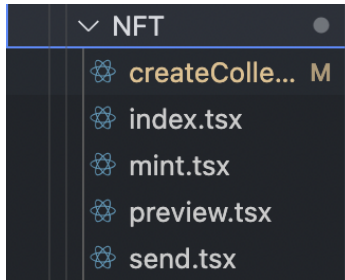 NFT
createColle... M
index.tsx
mint.tsx
preview.tsx
send.tsx